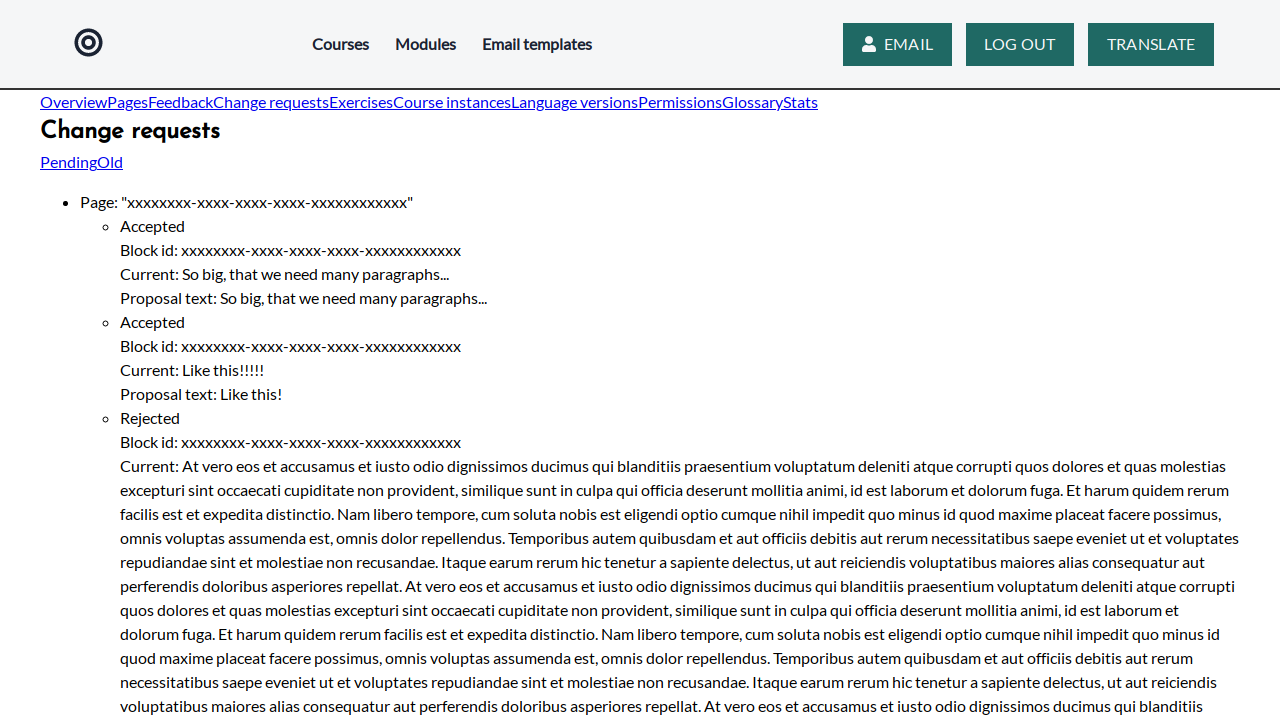 Courses Modules Email templates EMAIL LOG OUT TRANSLATE
OverviewPagesFeedbackChange requestsExercisesCourse instancesLanguage versionsPermissionsGlossaryStats
Change requests
PendingOld
Page: "xxxxxxxx-xxxx-xxxx-xxxx-xxxxxxxxxxxx"
Accepted
Block id: xxxxxxxx-xxxx-xxxx-xxxx-xxxxxxxxxxxx
Current: So big, that we need many paragraphs...
Proposal text: So big, that we need many paragraphs...
Accepted
Block id: xxxxxxxx-xxxx-xxxx-xxxx-xxxxxxxxxxxx
Current: Like this!!!!!
Proposal text: Like this!
Rejected
Block id: xxxxxxxx-xxxx-xxxx-xxxx-xxxxxxxxxxxx
Current: At vero eos et accusamus et iusto odio dignissimos ducimus qui blanditiis praesentium voluptatum deleniti atque corrupti quos dolores et quas molestias
excepturi sint occaecati cupiditate non provident, similique sunt in culpa qui officia deserunt mollitia animi, id est laborum et dolorum fuga. Et harum quidem rerum
facilis est et expedita distinctio. Nam libero tempore, cum soluta nobis est eligendi optio cumque nihil impedit quo minus id quod maxime placeat facere possimus,
omnis voluptas assumenda est, omnis dolor repellendus. Temporibus autem quibusdam et aut officiis debitis aut rerum necessitatibus saepe eveniet ut et voluptates
repudiandae sint et molestiae non recusandae. Itaque earum rerum hic tenetur a sapiente delectus, ut aut reiciendis voluptatibus maiores alias consequatur aut
perferendis doloribus asperiores repellat. At vero eos et accusamus et iusto odio dignissimos ducimus qui blanditiis praesentium voluptatum deleniti atque corrupti
quos dolores et quas molestias excepturi sint occaecati cupiditate non provident, similique sunt in culpa qui officia deserunt mollitia animi, id est laborum et
dolorum fuga. Et harum quidem rerum facilis est et expedita distinctio. Nam libero tempore, cum soluta nobis est eligendi optio cumque nihil impedit quo minus id
quod maxime placeat facere possimus, omnis voluptas assumenda est, omnis dolor repellendus. Temporibus autem quibusdam et aut officiis debitis aut rerum
necessitatibus saepe eveniet ut et voluptates repudiandae sint et molestiae non recusandae. Itaque earum rerum hic tenetur a sapiente delectus, ut aut reiciendis
voluptatibus maiores alias consequatur aut perferendis doloribus asperiores repellat. At vero eos et accusamus et iusto odio dignissimos ducimus qui blanditiis